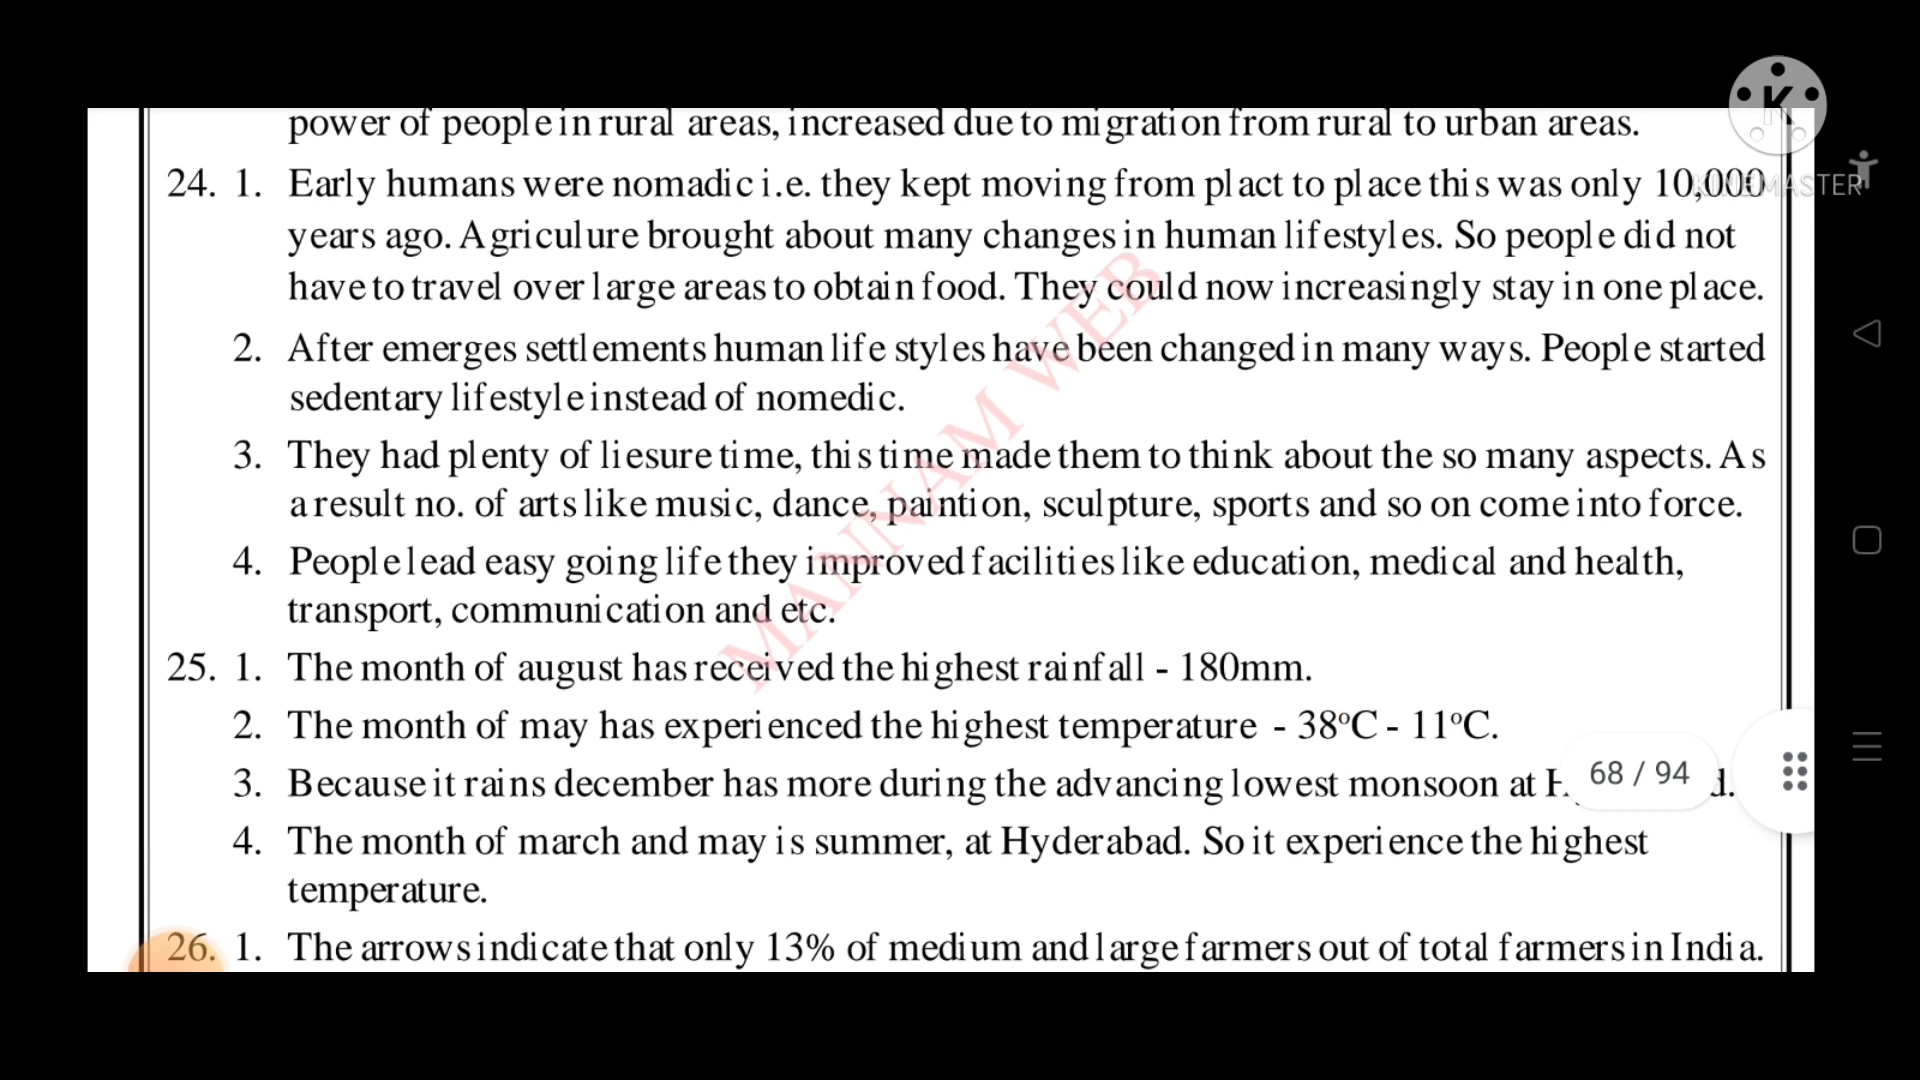 power of people in rural areas, increased due to migration from rural to urban areas.
24. 1. Early humans were nomadic i.e. they kept moving from plact to place this was only 10,000
KINEMASTER
years ago. Agriculure brought about many changes in human lifestyles. So people did not
have to travel over large areas to obtain food. They could now increasingly stay in one place.
2. After emerges settlements human life styles have been changed in many ways. People started
sedentary lifestyle instead of nomedic.
3. They had plenty of liesure time, this time made them to think about the so many aspects. As
a result no. of arts like music, dance, paintion, sculpture, sports and so on come into force.
4. People lead easy going life they improved facilities like education, medical and health,
transport, communication and etc.
MANNAM WEB
25. 1. The month of august has received the highest rainfall - 180mm.
2. The month of may has experienced the highest temperature - 38°C - 11°C.
3. Because it rains december has more during the advancing lowest monsoon at
68 / 94
4. The month of march and may is summer, at Hyderabad. So it experience the highest
temperature.
26. 1. The arrows indicate that only 13% of medium and large farmers out of total farmers in India.